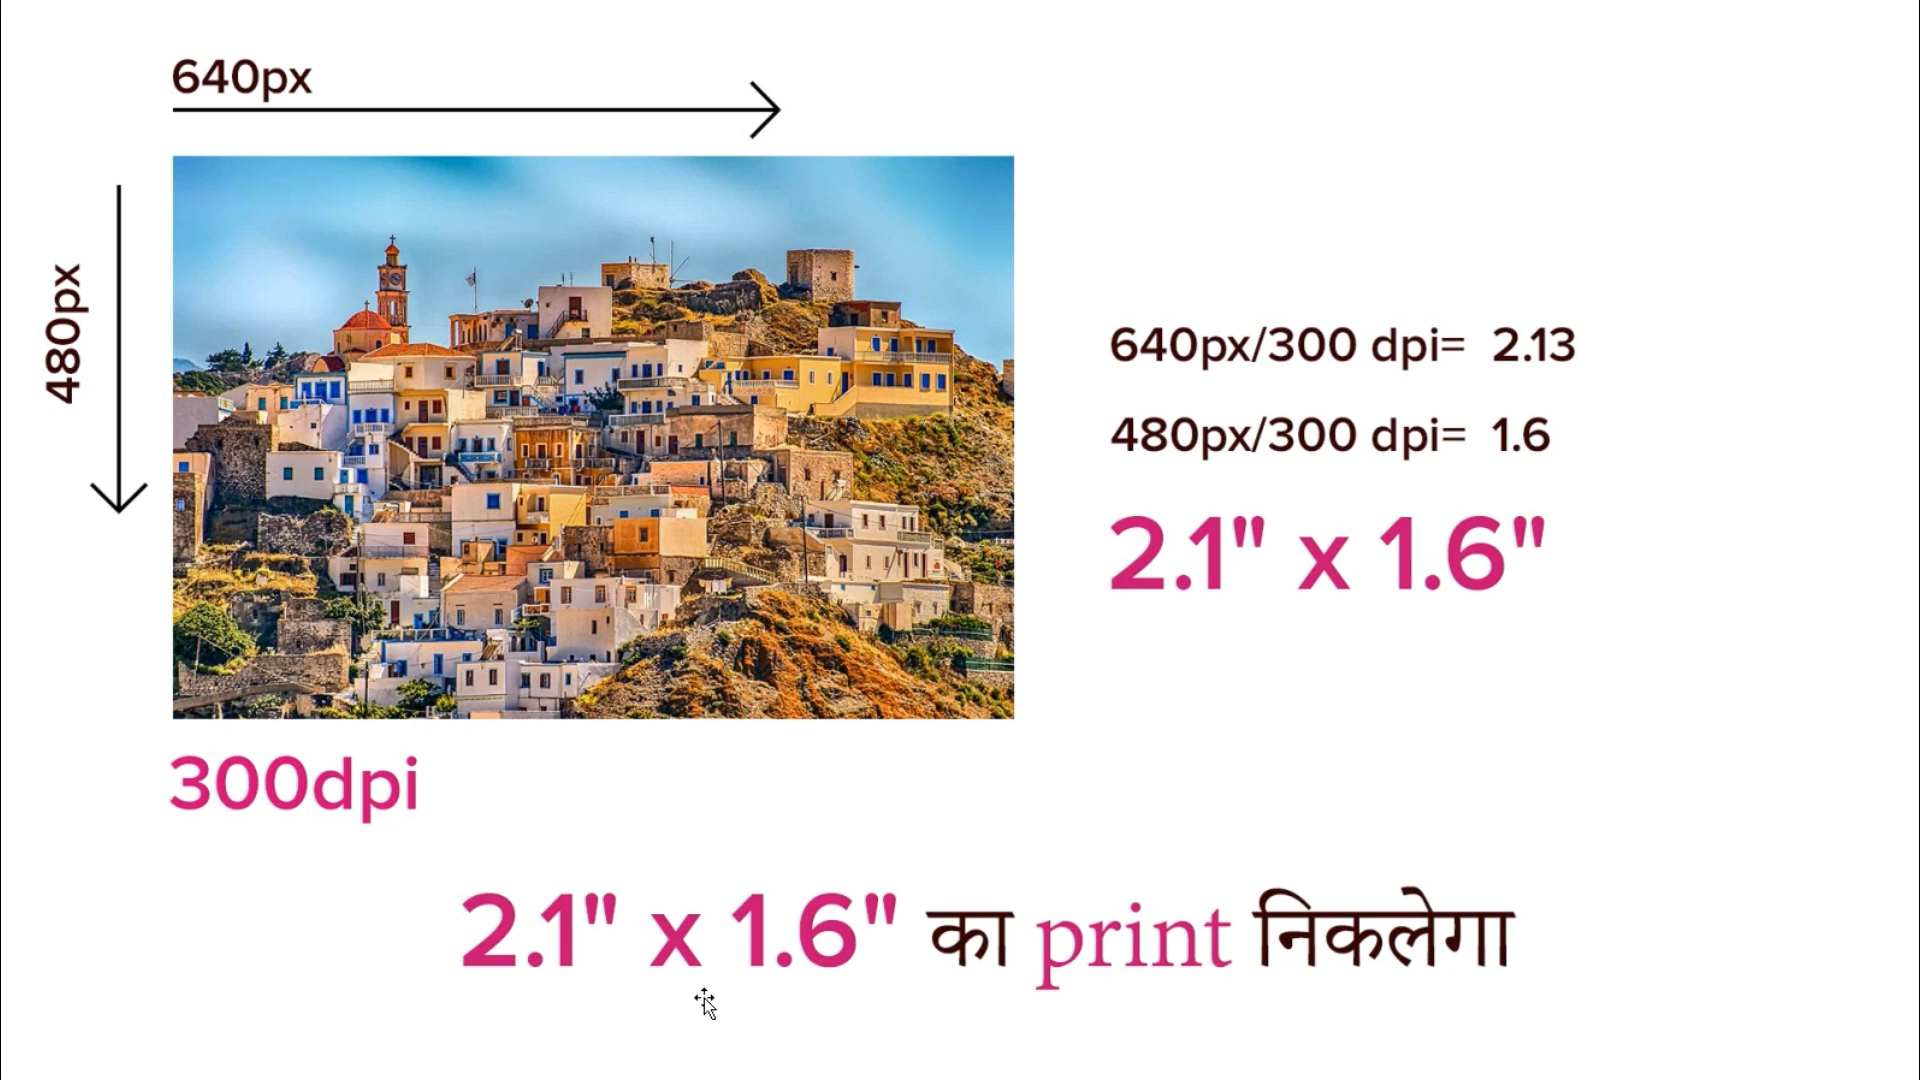 640px
480px
640px/300 dpi= 2.13
480px/300 dpi= 1.6
2.1" x 1.6"
300dpi
2.1" x 1.6" का print निकलेगा